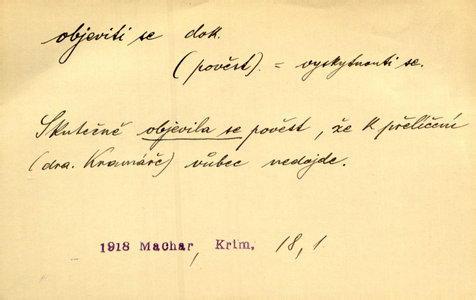 objeviti se dok.
(pověst). = vyskytnouti se.
Skutečně objevila se pověst, že k přelíčení
(dra. Kramáře) vůbec nedojde.
1918 Machar, Krim, 18, 1